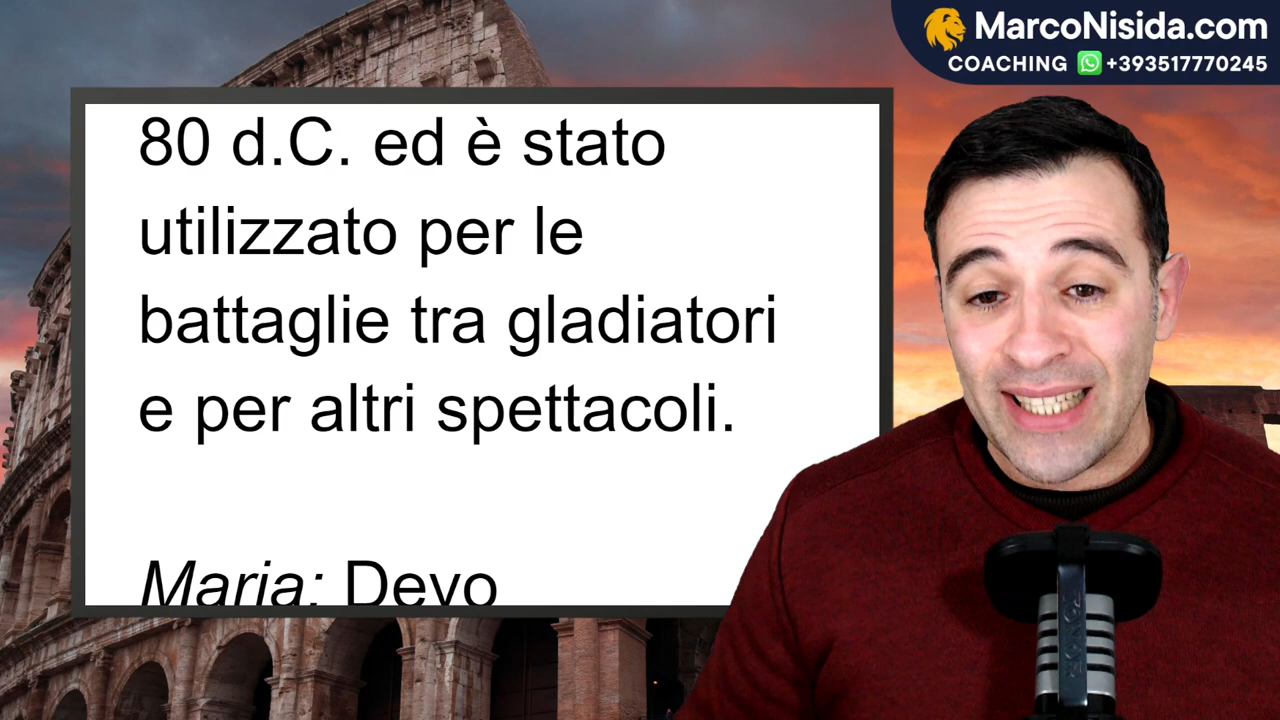 80 d.C. ed è stato
utilizzato per le
battaglie tra gladiatori
e per altri spettacoli.
Maria: Devo
MarcoNisida.com
COACHING +393517770245